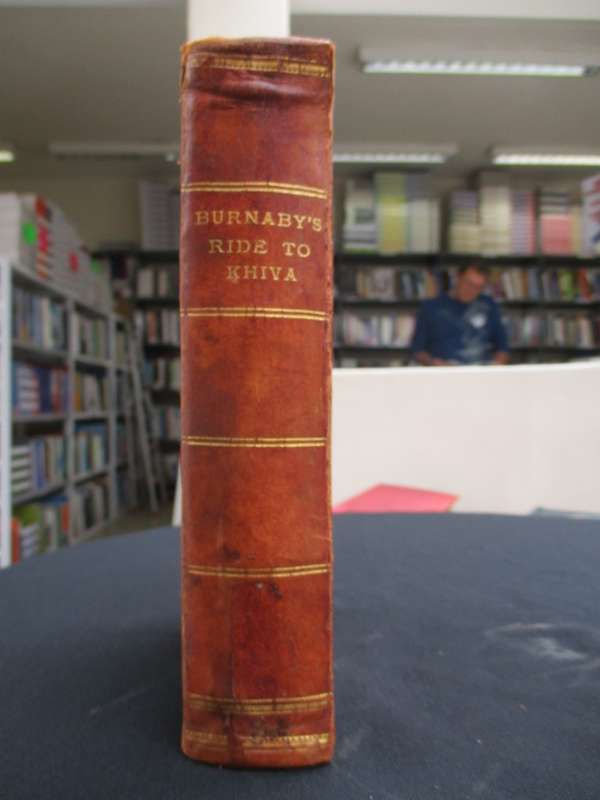 BURNABY'S
RIDE TO
KHIVA